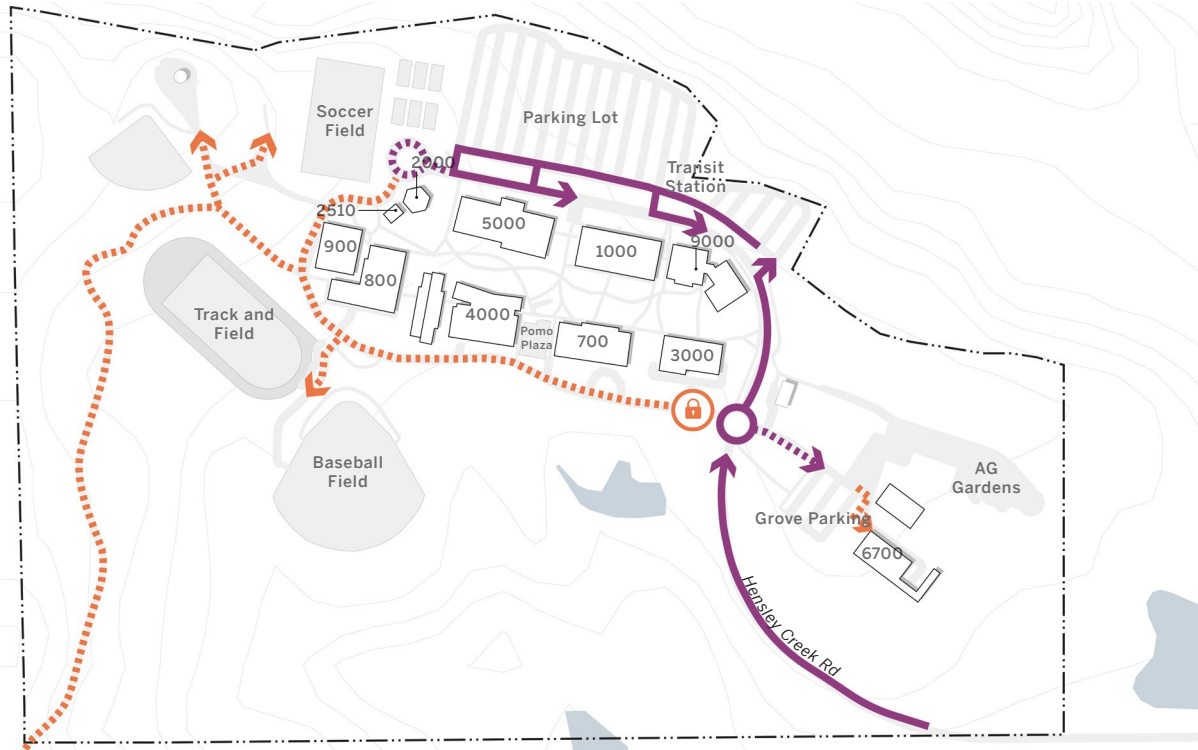 Soccer
Field
Parking Lot
2000
Transit
Station
2510
5000
900
1000
9000
800
Track and
Field
4000
Pomo
Plaza
700
3000
Baseball
Field
AG
Gardens
Grove Parking
6700
Hensley Creek Rd